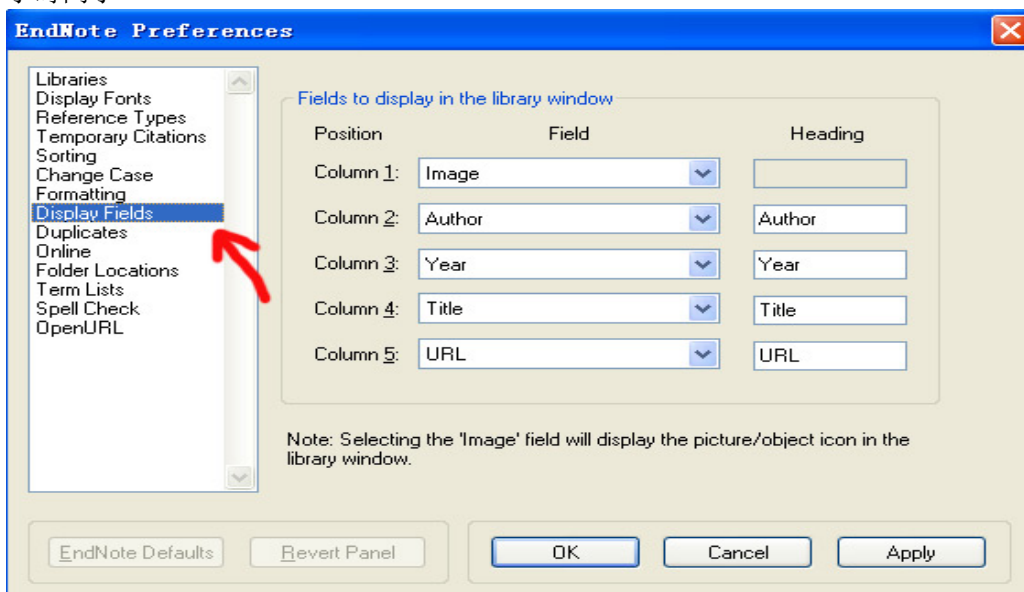 EndNote Preferences
Libraries
Display Fonts
Reference Types
Temporary Citations
Sorting
Change Case
Formatting
Display Fields
Duplicates
Online
Folder Locations
Term Lists
Spell Check
OpenURL
Fields to display in the library window
Position Field Heading
Column 1: Image
Column 2: Author Author
Column 3: Year Year
Column 4: Title Title
Column 5: URL URL
Note: Selecting the 'Image' field will display the picture/object icon in the
library window.
EndNote Defaults Revert Panel OK Cancel Apply